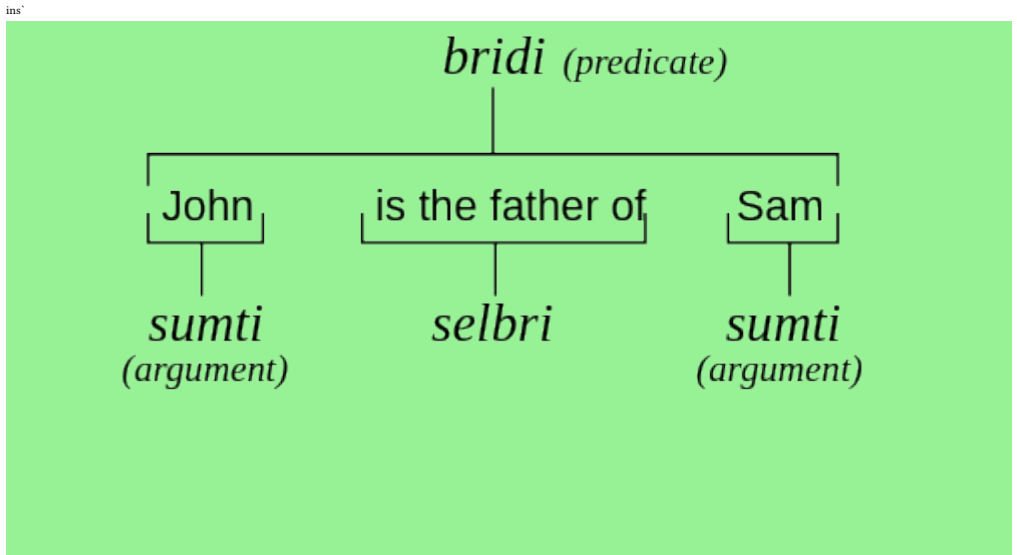 ins`
bridi (predicate)
John is the father of Sam
sumti selbri sumti
(argument) (argument)